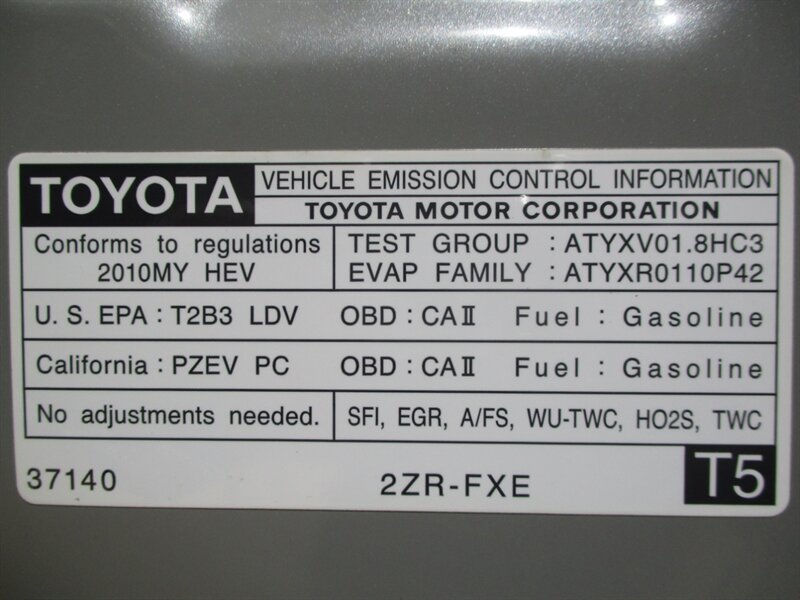 TOYOTA VEHICLE EMISSION CONTROL INFORMATION
TOYOTA MOTOR CORPORATION
Conforms to regulations
2010MY HEV
TEST GROUP : ATYXV01.8HC3
EVAP FAMILY : ATYXR0110P42
U. S. EPA : T2B3 LDV OBD : CAⅡ Fuel : Gasoline
California : PZEV PC OBD : CAⅡ Fuel : Gasoline
No adjustments needed. SFI, EGR, A/FS, WU-TWC, HO2S, TWC
37140 2ZR-FXE T5